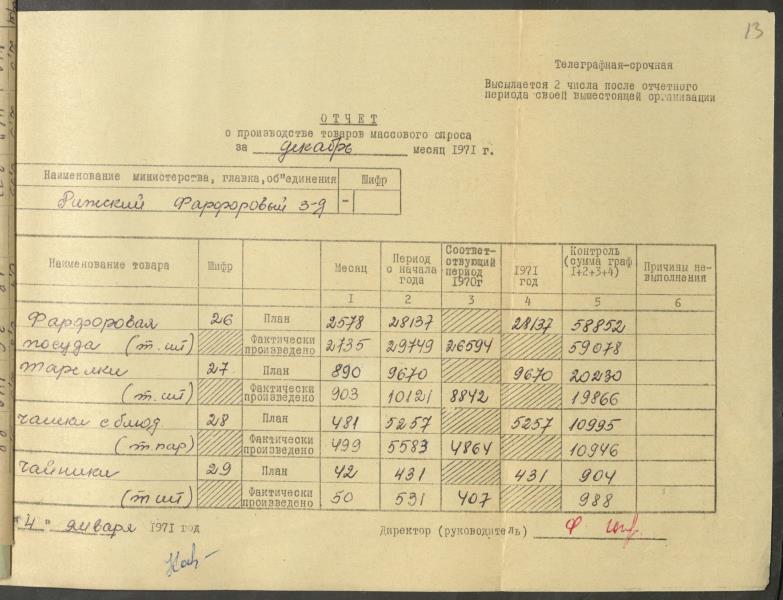 13
Телеграфная-срочная
Высылается 2 числа после отчетного
периода своей вышестоящей организации
ОТЧЕТ
о производстве товаров массового спроса
за декабрь месяц 1971 г.
Наименование министерства, главка, об"единения Шифр
Рижский Фарфоровый з-д -
Наименование товара Шифр Месяц Период с начала года Соответ-ствующий период 1970г 1971 год Контроль (сумма граф 1+2+3+4) Причины не-выполнения
1 2 3 4 5 6
Фарфоровая 26 План 2578 28137 28137 58852
посуда (т.шт) Фактически произведено 2735 29749 26594 59078
тарелки 27 План 890 9670 9670 20230
(т.шт) Фактически произведено 903 10121 8842 19866
чашки с блюд. 28 План 481 5257 5257 10995
(т.пар) Фактически произведено 499 5583 4864 10946
чайники 29 План 42 431 431 904
(т шт) Фактически произведено 50 531 407 988
"4" января 1971 год Директор (руководитель)